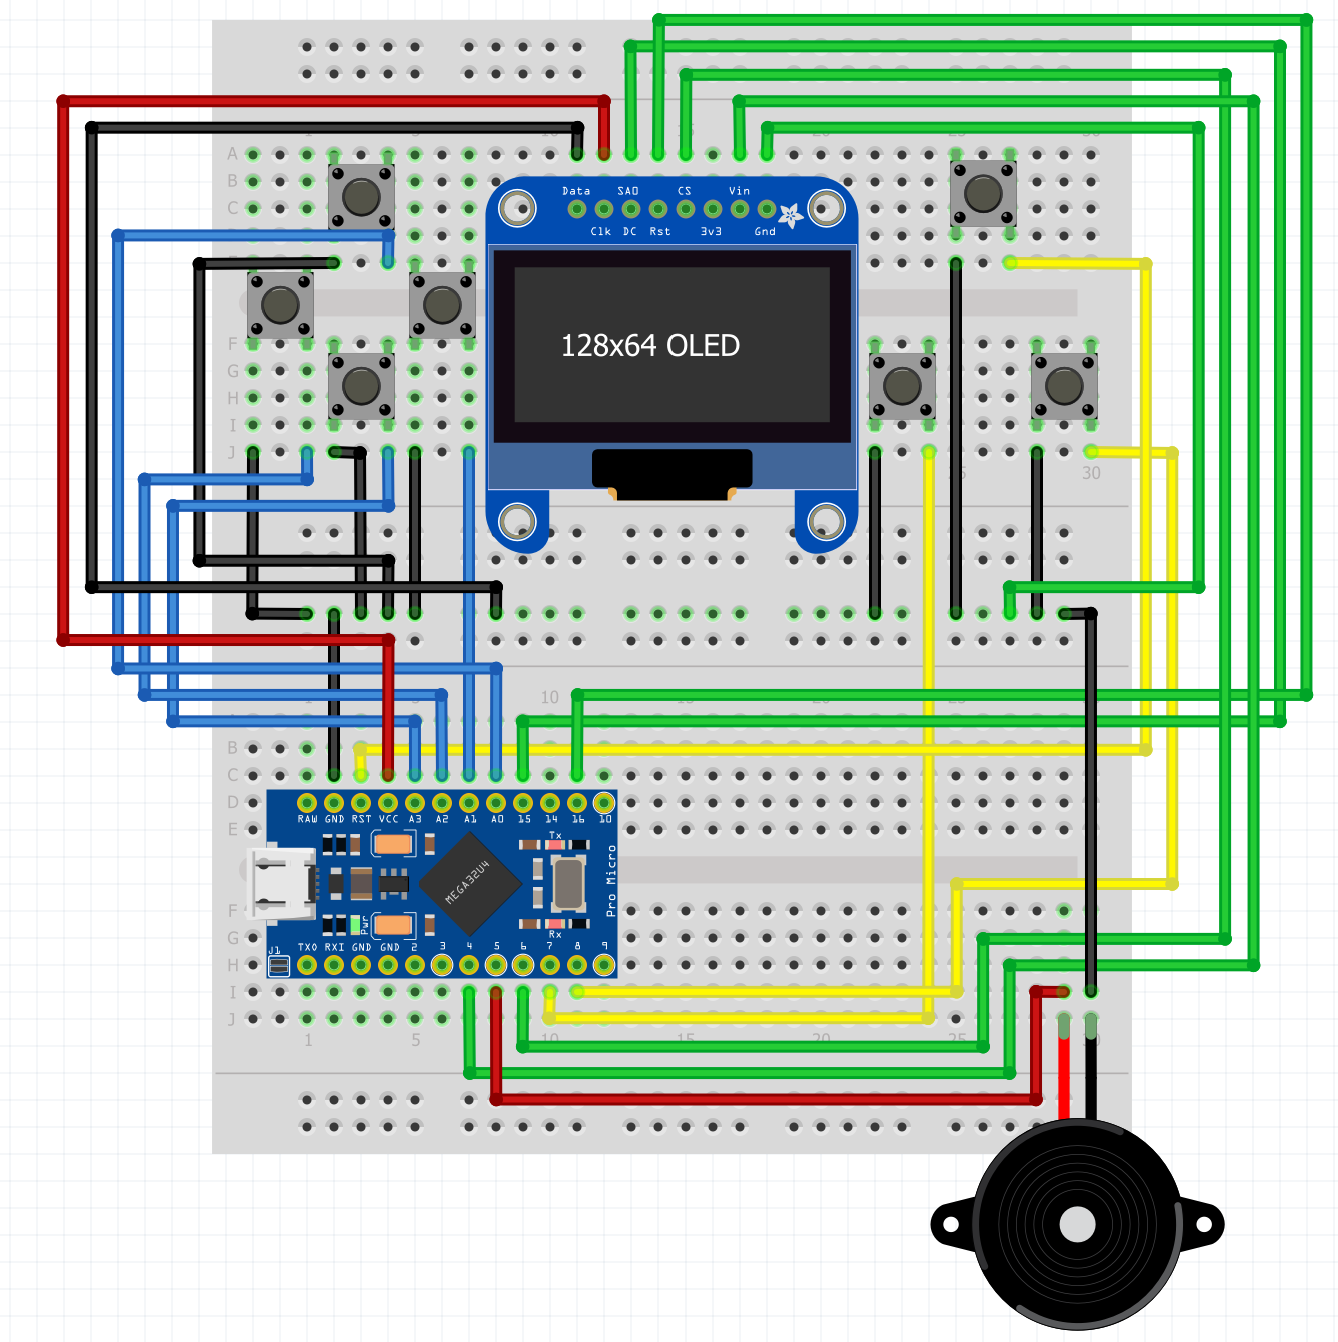 A
B
C
Data SAO CS Vin
Clk DC Rst 3v3 Gnd
128x64 OLED
F
G
H
I
J
30
10
B
C
D
E
RAW GND RST VCC A3 A2 A1 A0 15 14 16 10
Tx
MEGA32U4
Pro Micro
Pwr
Rx
J1
TX0 RXI GND GND 2 3 4 5 6 7 8 9
F
G
H
I
J
1 5 10 15 20 25